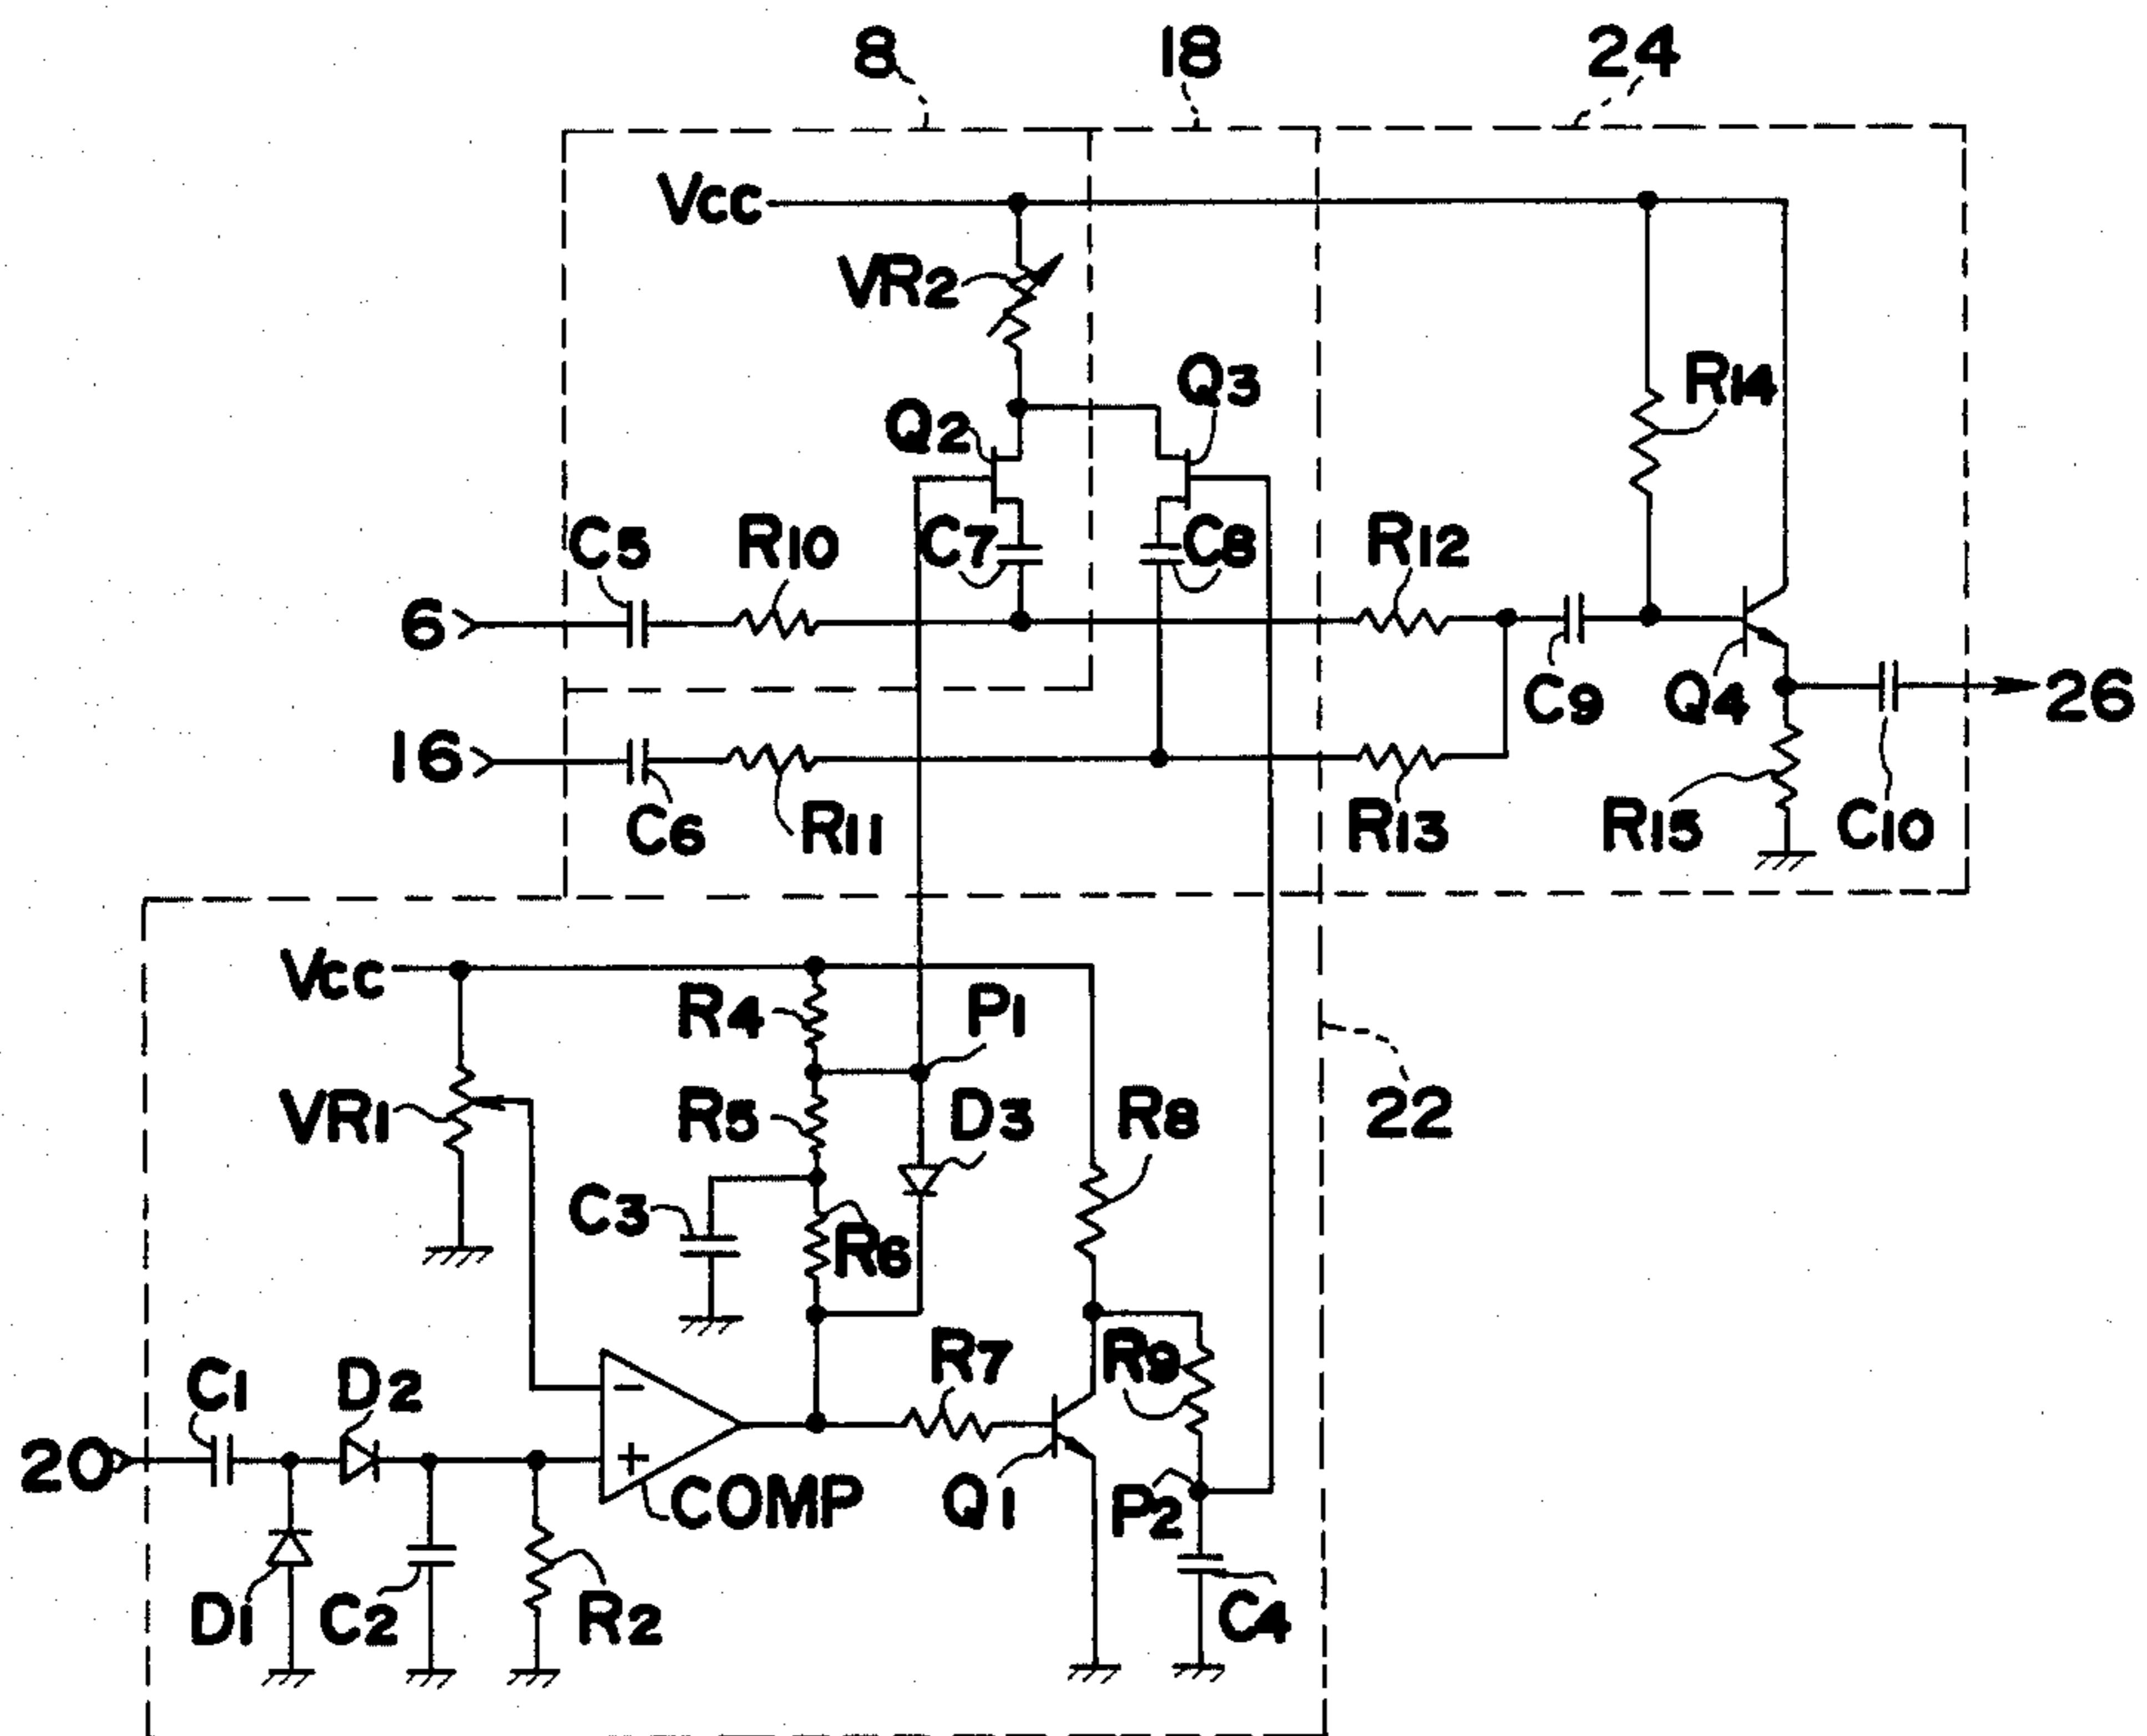 8 18 24
Vcc
VR2
Q3
R14
Q2
C5 R10 C7 C8 R12
6
C9 Q4 26
16
C6 R11 R13 R15 C10
Vcc
R4 P1
VR1 R5 D3 R8 22
C3 R6
C1 D2 R7 R9
−
20 +
COMP Q1 P2
D1 C2 R2 C4